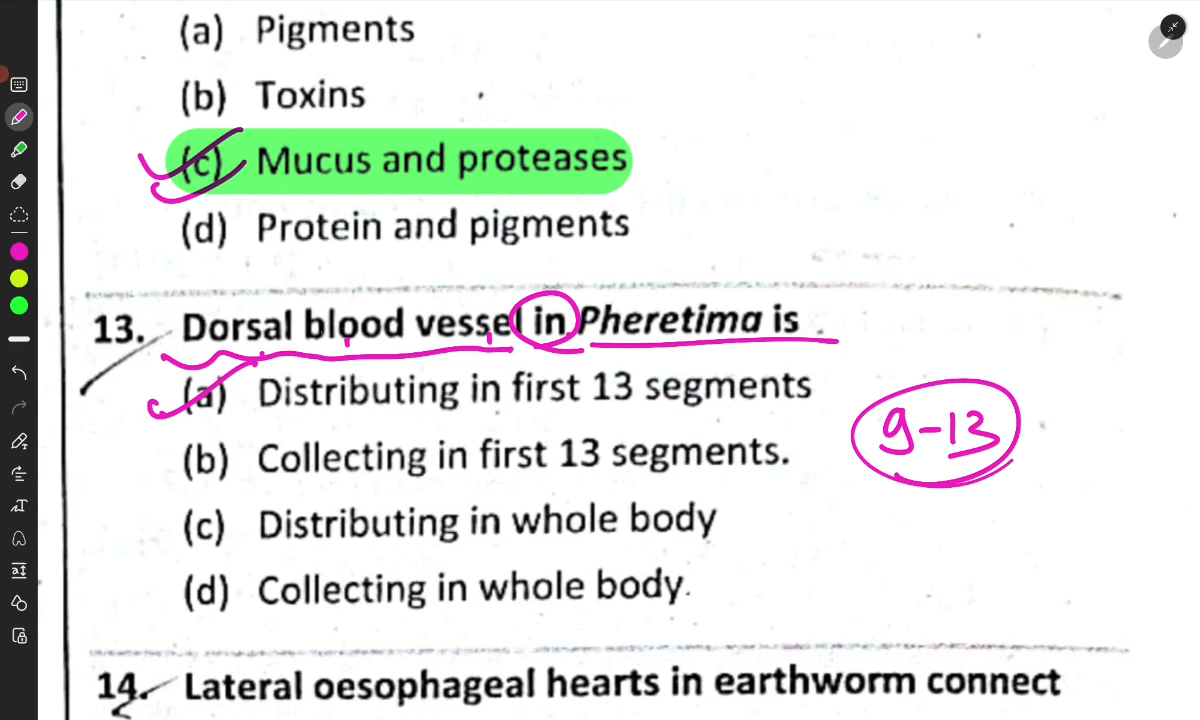 (a) Pigments
(b) Toxins
(c) Mucus and proteases
(d) Protein and pigments
13. Dorsal blood vessel in Pheretima is
(a) Distributing in first 13 segments
9-13
(b) Collecting in first 13 segments.
(c) Distributing in whole body
(d) Collecting in whole body.
14. Lateral oesophageal hearts in earthworm connect